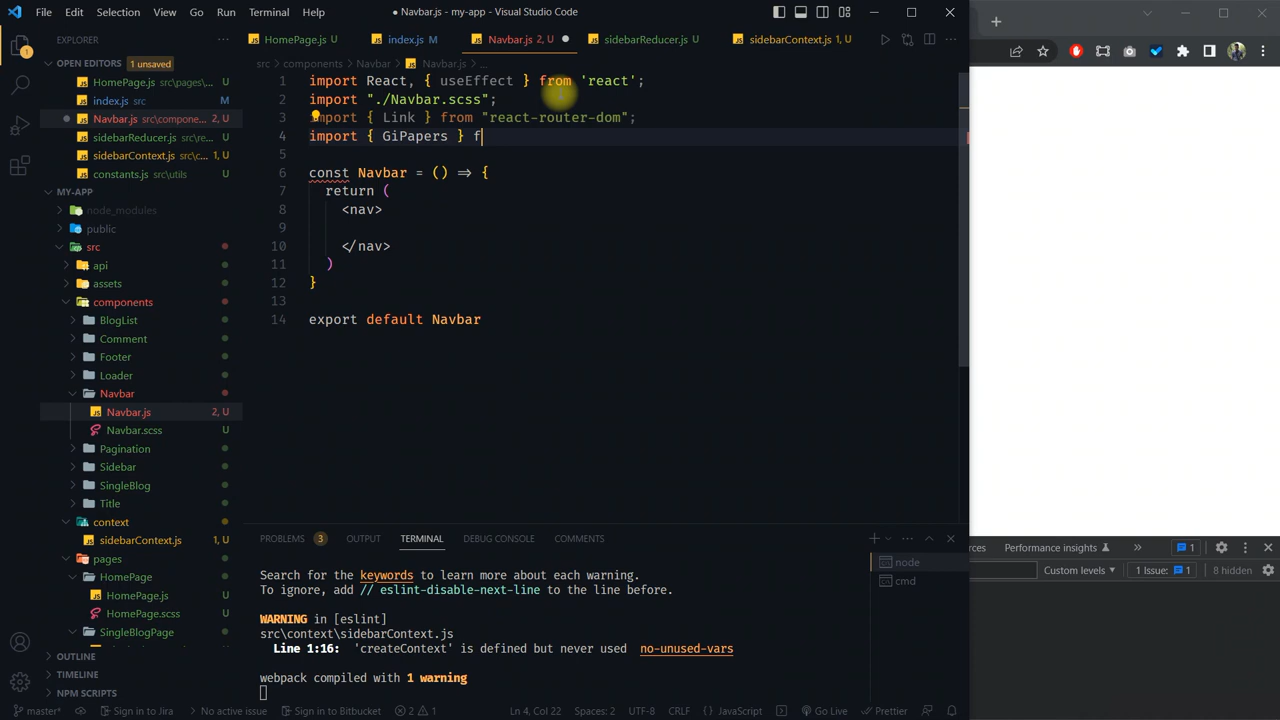 File Edit Selection View Go Run Terminal Help
● Navbar.js - my-app - Visual Studio Code
EXPLORER
HomePage.js U
index.js M
Navbar.js 2, U
sidebarReducer.js U
sidebarContext.js 1, U
OPEN EDITORS 1 unsaved
HomePage.js src\pages\...
index.js src
Navbar.js src\compone... 2, U
sidebarReducer.js src\...
sidebarContext.js src\c... 1, U
constants.js src\utils
MY-APP
node_modules
public
src
api
assets
components
BlogList
Comment
Footer
Loader
Navbar
Navbar.js 2, U
Navbar.scss U
Pagination
Sidebar
SingleBlog
Title
context
sidebarContext.js 1, U
pages
HomePage
HomePage.js U
HomePage.scss U
SingleBlogPage
OUTLINE
TIMELINE
NPM SCRIPTS
src > components > Navbar > Navbar.js > ...
1 import React, { useEffect } from 'react';
2 import "./Navbar.scss";
3 import { Link } from "react-router-dom";
4 import { GiPapers } f
5
6 const Navbar = () => {
7 return (
8 <nav>
9
10 </nav>
11 )
12 }
13
14 export default Navbar
PROBLEMS 3 OUTPUT TERMINAL DEBUG CONSOLE COMMENTS
Search for the keywords to learn more about each warning.
To ignore, add // eslint-disable-next-line to the line before.
WARNING in [eslint]
src\context\sidebarContext.js
Line 1:16: 'createContext' is defined but never used no-unused-vars
webpack compiled with 1 warning
node
cmd
rces Performance insights 1
Custom levels 1 Issue: 1 8 hidden
master* Sign in to Jira No active issue Sign in to Bitbucket 2 1 Ln 4, Col 22 Spaces: 2 UTF-8 CRLF JavaScript Go Live Prettier